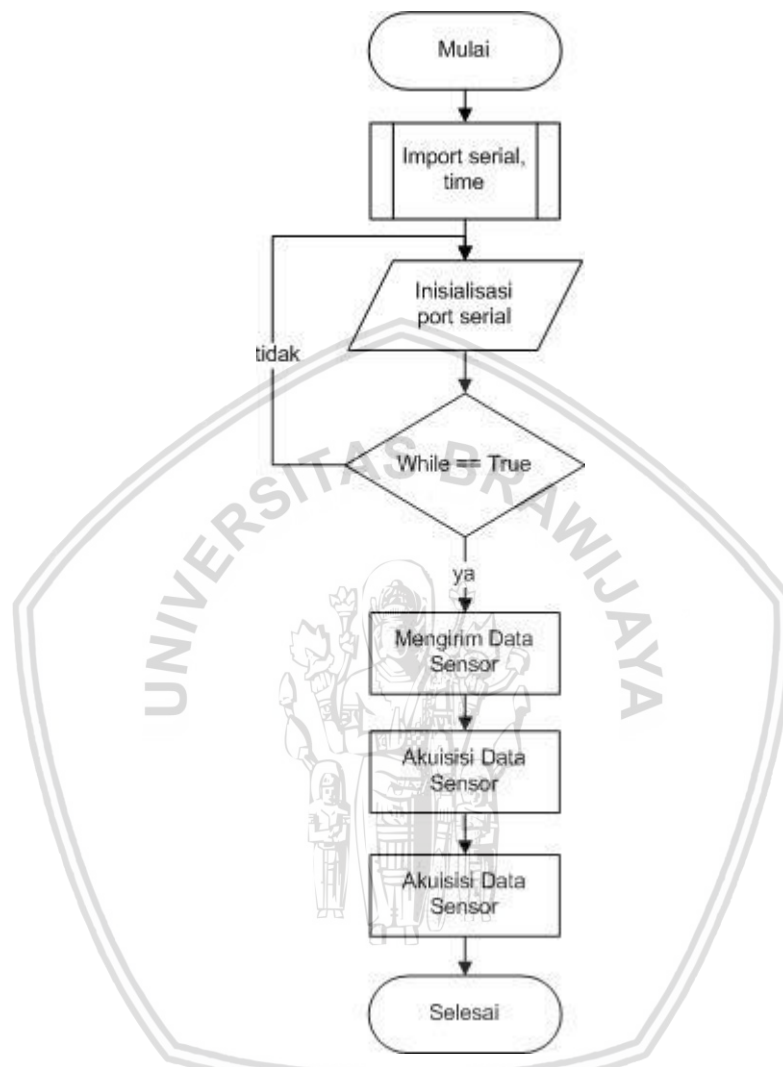 Mulai
Import serial,
time
Inisialisasi
port serial
tidak
While == True
UNIVERSITAS BRAWIJAYA
ya
Mengirim Data
Sensor
Akuisisi Data
Sensor
Akuisisi Data
Sensor
Selesai